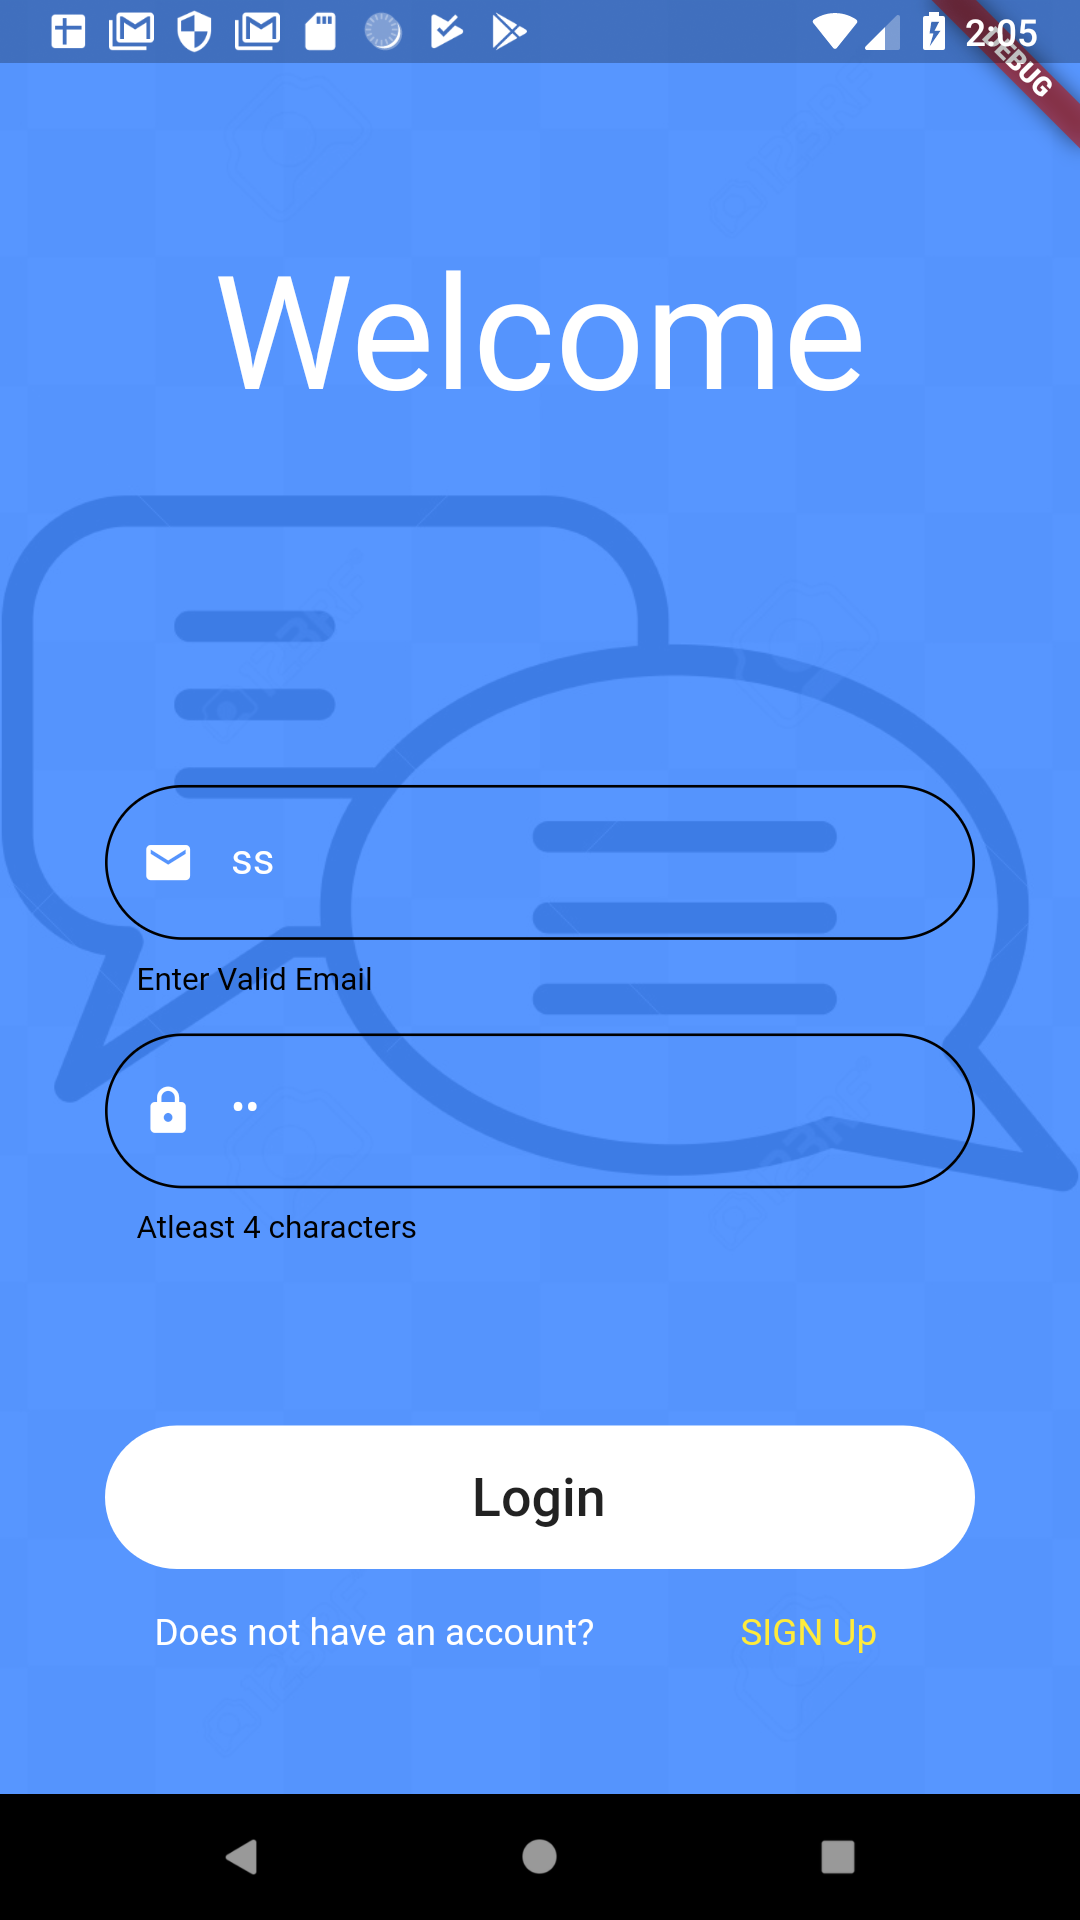 2:05
DEBUG
Welcome
ss
Enter Valid Email
••
Atleast 4 characters
Login
Does not have an account? SIGN Up